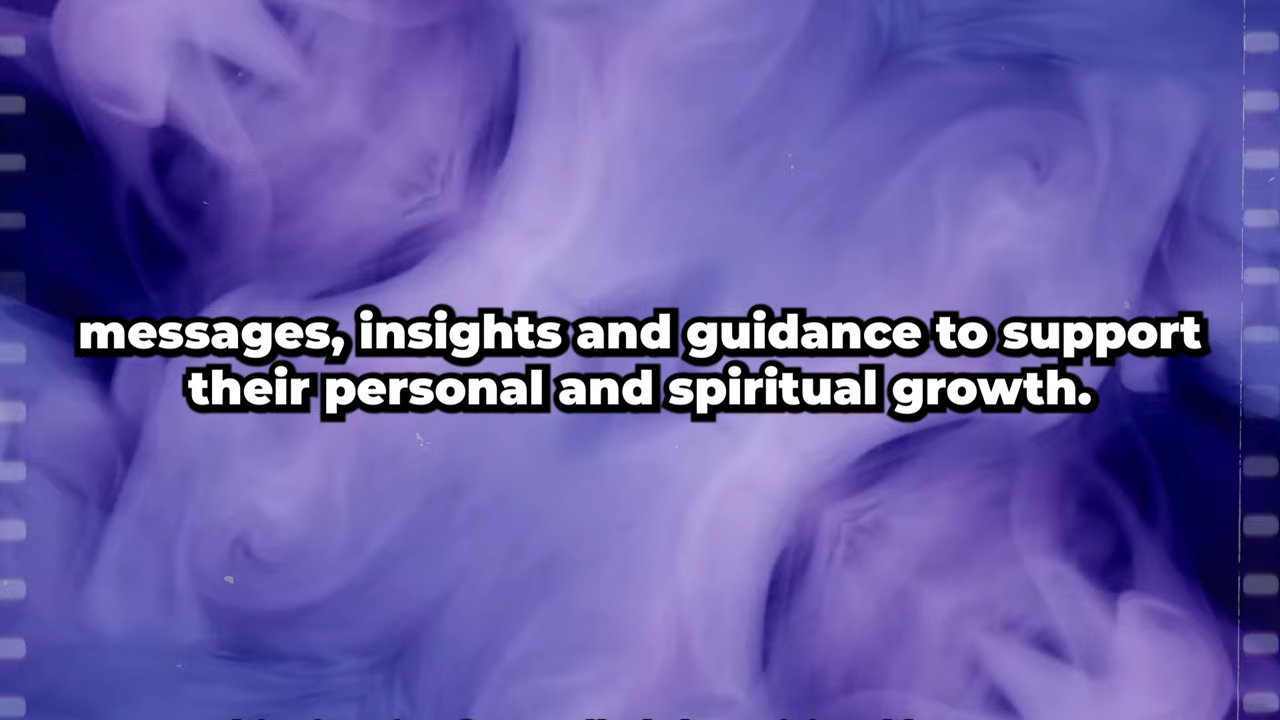 messages, insights and guidance to support
their personal and spiritual growth.